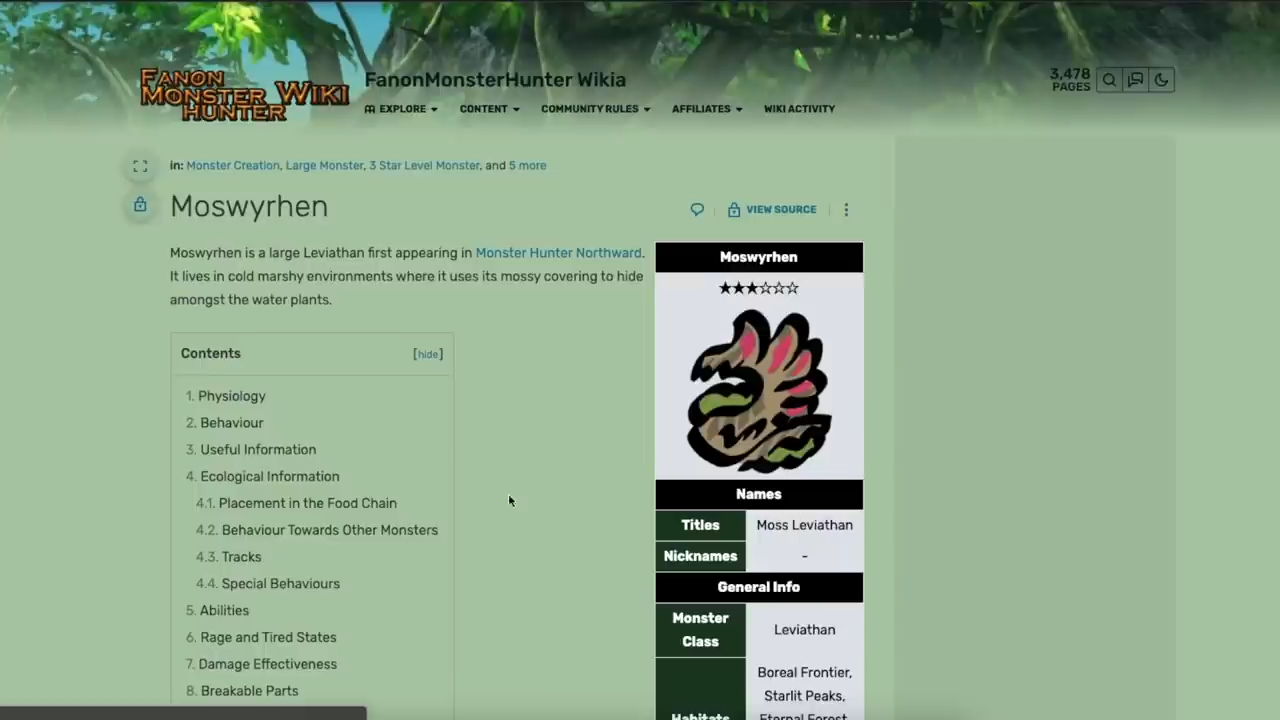 FANON
MONSTER WIKI
HUNTER
FanonMonsterHunter Wikia
3,478
PAGES
EXPLORE
CONTENT
COMMUNITY RULES
AFFILIATES
WIKI ACTIVITY
in: Monster Creation, Large Monster, 3 Star Level Monster, and 5 more
Moswyrhen
VIEW SOURCE
Moswyrhen is a large Leviathan first appearing in Monster Hunter Northward.
It lives in cold marshy environments where it uses its mossy covering to hide
amongst the water plants.
Contents [hide]
1. Physiology
2. Behaviour
3. Useful Information
4. Ecological Information
4.1. Placement in the Food Chain
4.2. Behaviour Towards Other Monsters
4.3. Tracks
4.4. Special Behaviours
5. Abilities
6. Rage and Tired States
7. Damage Effectiveness
8. Breakable Parts
Moswyrhen
★★★☆☆☆
Names
Titles Moss Leviathan
Nicknames -
General Info
Monster
Class
Leviathan
Habitats
Boreal Frontier,
Starlit Peaks,
Eternal Forest,